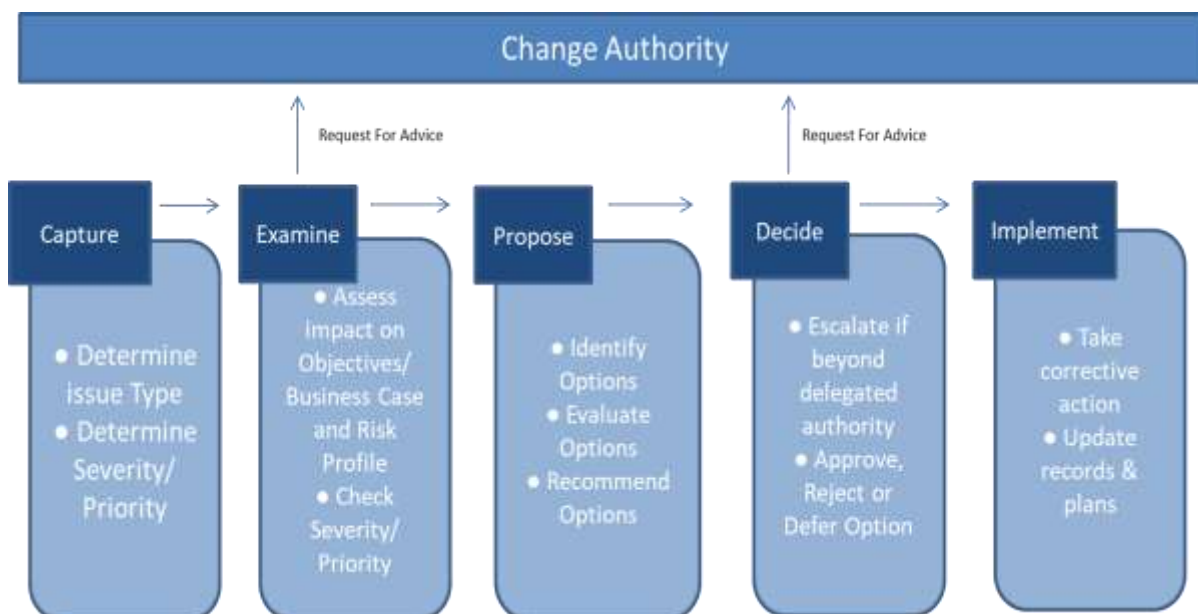 Change Authority
Request For Advice
Request For Advice
Capture
Examine
Propose
Decide
Implement
● Determine
issue Type
● Determine
Severity/
Priority
● Assess
Impact on
Objectives/
Business Case
and Risk
Profile
● Check
Severity/
Priority
● Identify
Options
● Evaluate
Options
● Recommend
Options
● Escalate if
beyond
delegated
authority
● Approve,
Reject or
Defer Option
● Take
corrective
action
● Update
records &
plans